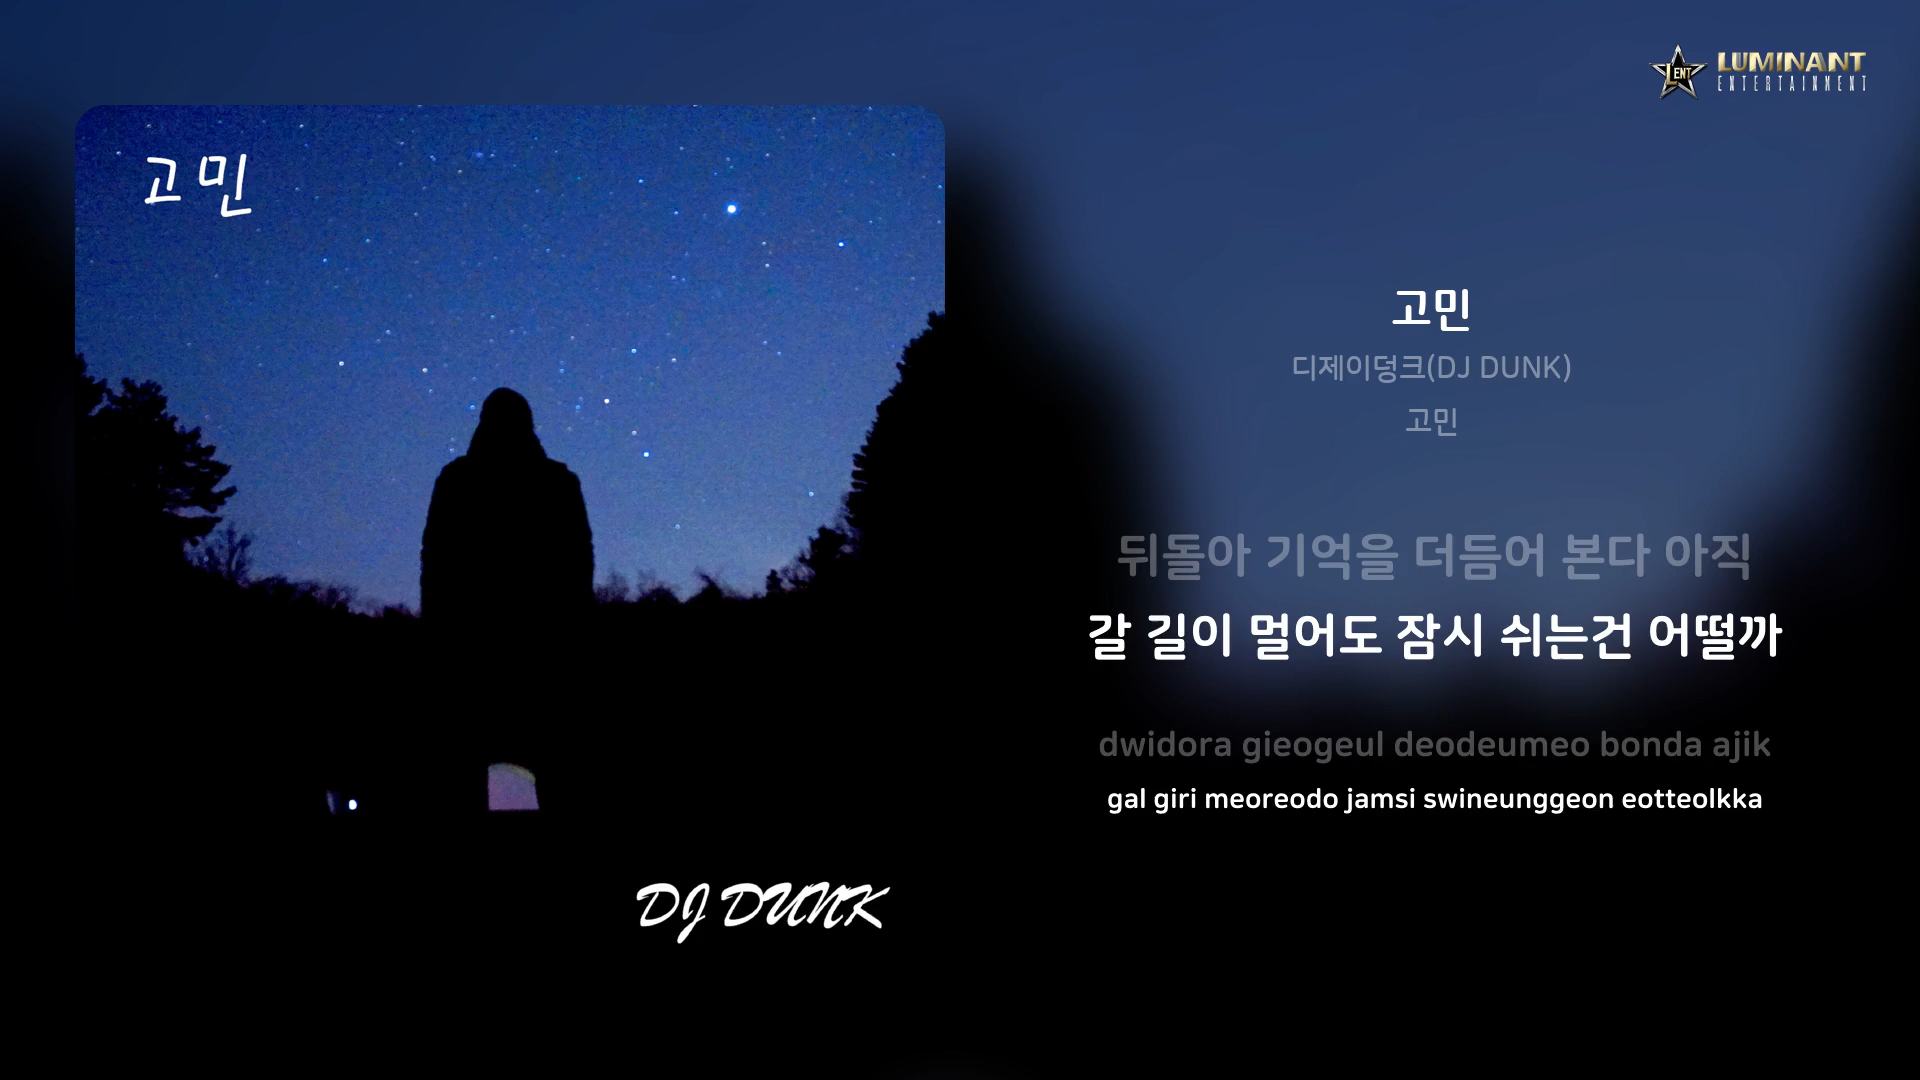 고민
DJ DUNK
LENT
LUMINANT
ENTERTAINMENT
고민
디제이덩크(DJ DUNK)
고민
뒤돌아 기억을 더듬어 본다 아직
갈 길이 멀어도 잠시 쉬는건 어떨까
dwidora gieogeul deodeumeo bonda ajik
gal giri meoreodo jamsi swineunggeon eotteolkka